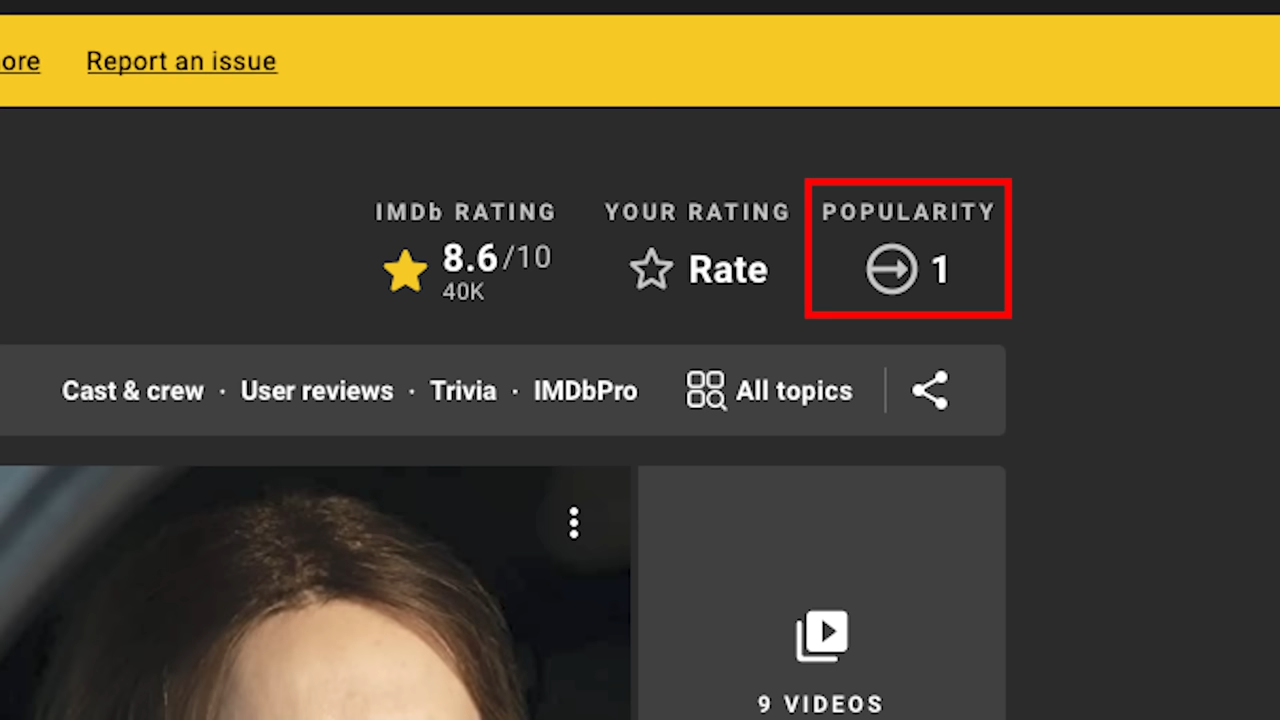 ore Report an issue
IMDb RATING YOUR RATING POPULARITY
8.6/10 Rate 1
40K
Cast & crew · User reviews · Trivia · IMDbPro All topics
9 VIDEOS